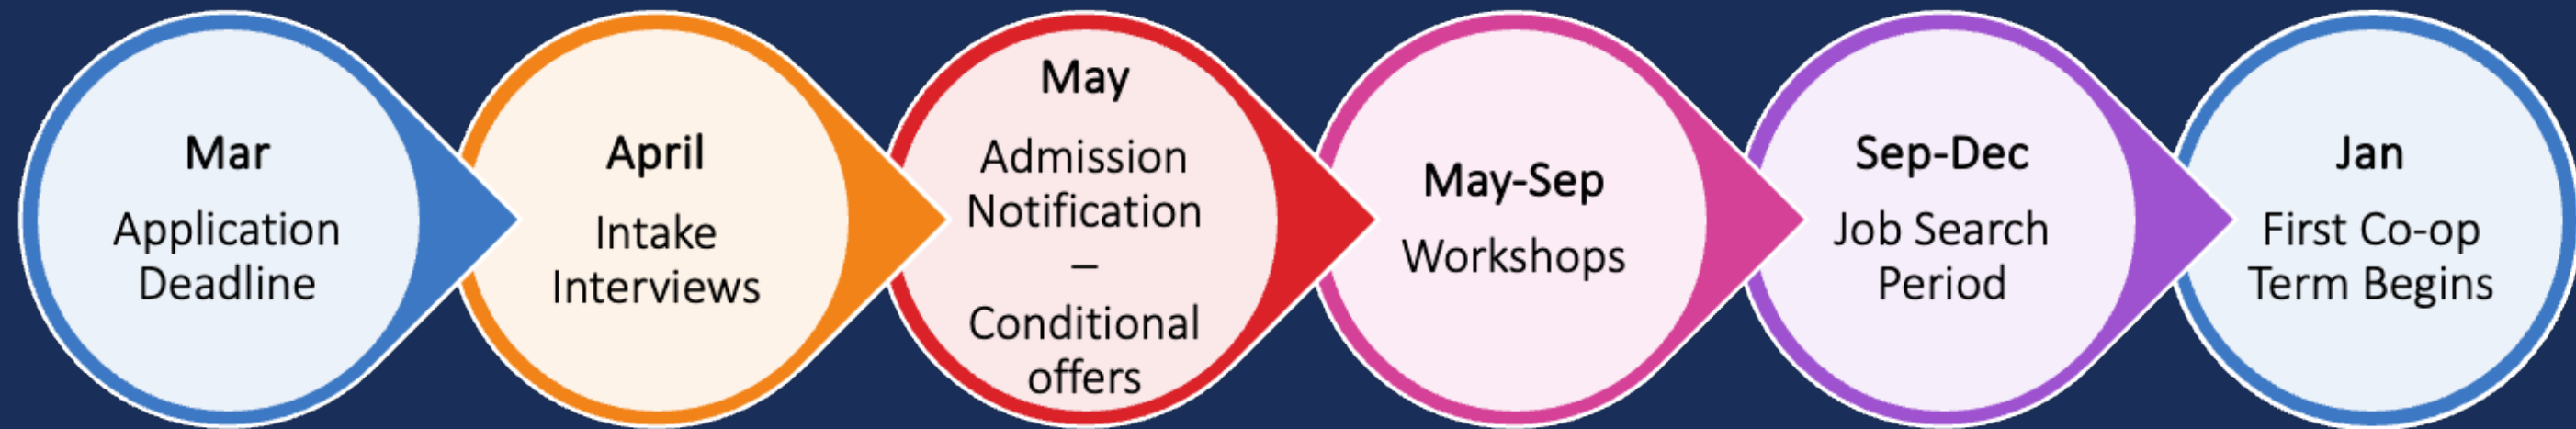 Mar
Application
Deadline
April
Intake
Interviews
May
Admission
Notification
–
Conditional
offers
May-Sep
Workshops
Sep-Dec
Job Search
Period
Jan
First Co-op
Term Begins